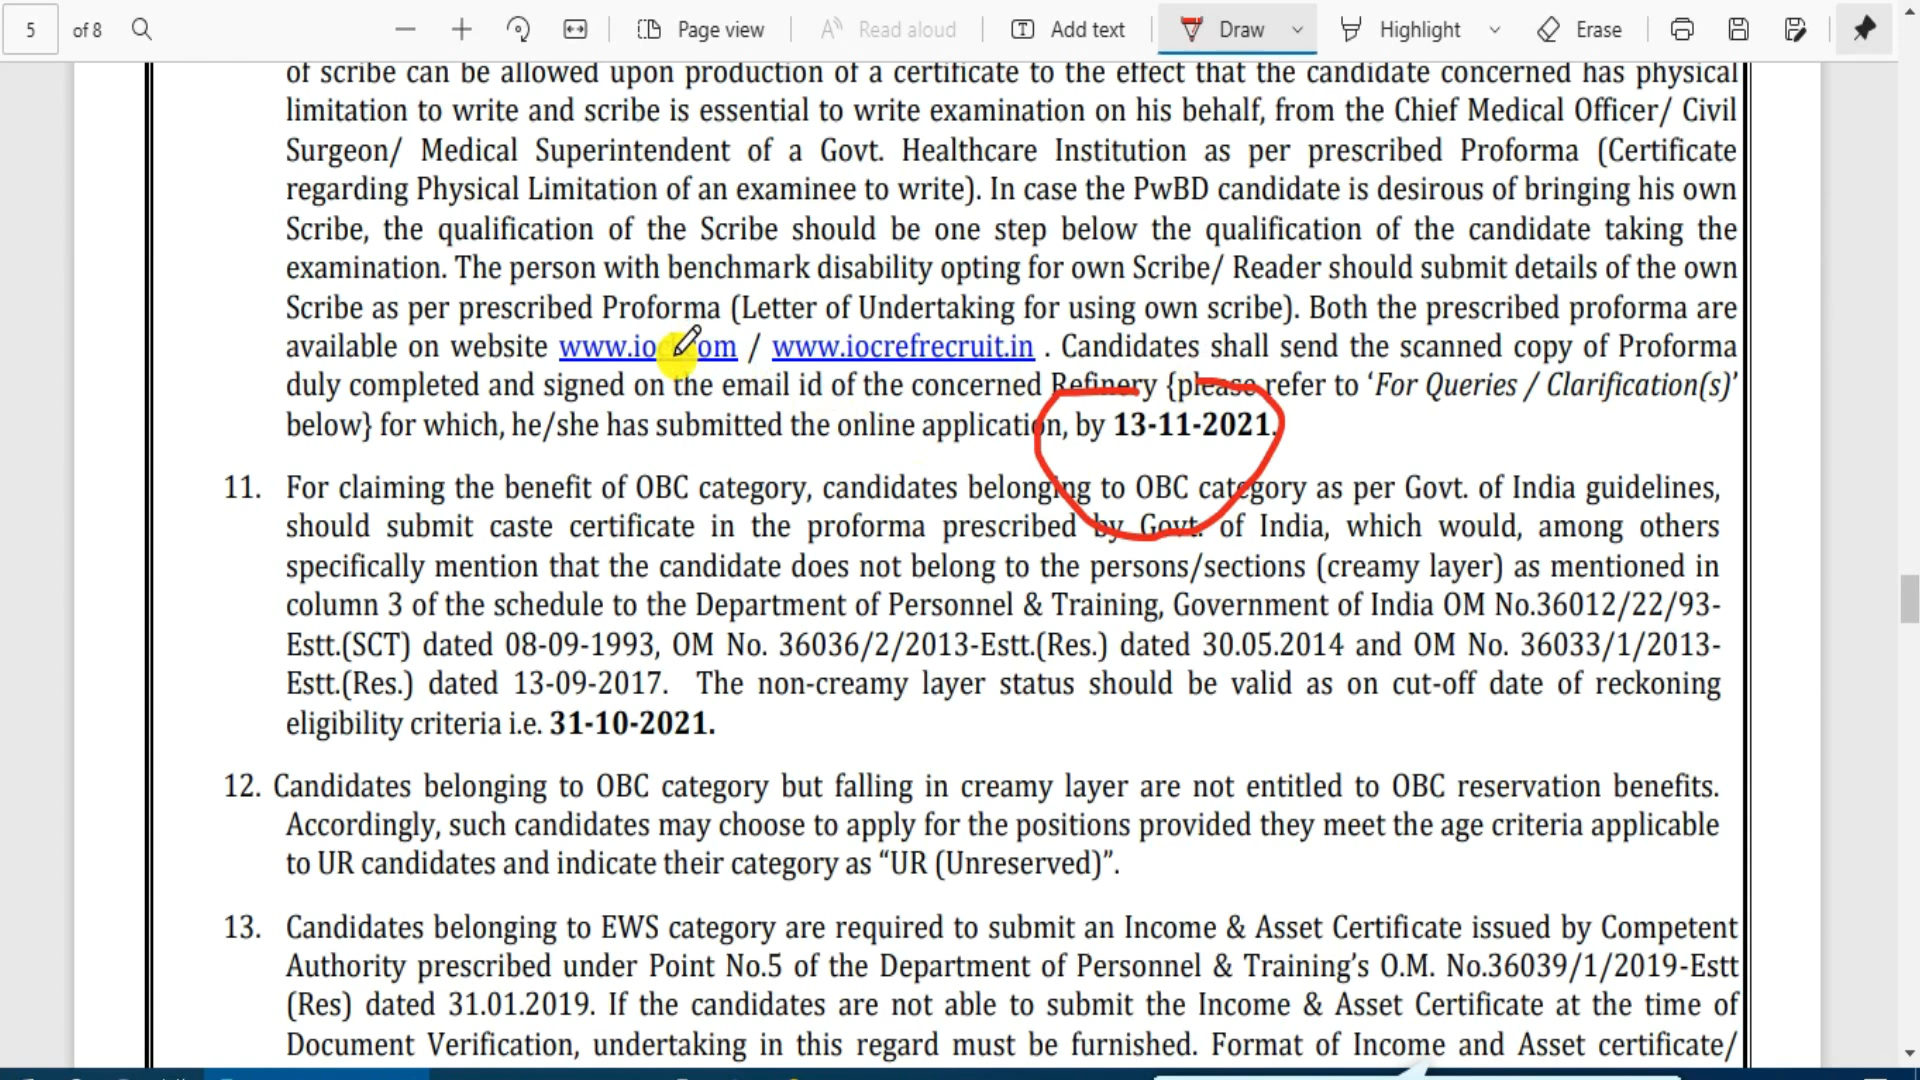 5 of 8 Page view Read aloud Add text Draw Highlight Erase
of scribe can be allowed upon production of a certificate to the effect that the candidate concerned has physical
limitation to write and scribe is essential to write examination on his behalf, from the Chief Medical Officer/ Civil
Surgeon/ Medical Superintendent of a Govt. Healthcare Institution as per prescribed Proforma (Certificate
regarding Physical Limitation of an examinee to write). In case the PwBD candidate is desirous of bringing his own
Scribe, the qualification of the Scribe should be one step below the qualification of the candidate taking the
examination. The person with benchmark disability opting for own Scribe/ Reader should submit details of the own
Scribe as per prescribed Proforma (Letter of Undertaking for using own scribe). Both the prescribed proforma are
available on website / www.iocrefrecruit.in . Candidates shall send the scanned copy of Proforma
duly completed and signed on the email id of the concerned Refinery {please refer to ‘For Queries / Clarification(s)’
below} for which, he/she has submitted the online application, by 13-11-2021.
11. For claiming the benefit of OBC category, candidates belonging to OBC category as per Govt. of India guidelines,
should submit caste certificate in the proforma prescribed by Govt. of India, which would, among others
specifically mention that the candidate does not belong to the persons/sections (creamy layer) as mentioned in
column 3 of the schedule to the Department of Personnel & Training, Government of India OM No.36012/22/93-
Estt.(SCT) dated 08-09-1993, OM No. 36036/2/2013-Estt.(Res.) dated 30.05.2014 and OM No. 36033/1/2013-
Estt.(Res.) dated 13-09-2017. The non-creamy layer status should be valid as on cut-off date of reckoning
eligibility criteria i.e. 31-10-2021.
12. Candidates belonging to OBC category but falling in creamy layer are not entitled to OBC reservation benefits.
Accordingly, such candidates may choose to apply for the positions provided they meet the age criteria applicable
to UR candidates and indicate their category as “UR (Unreserved)”.
13. Candidates belonging to EWS category are required to submit an Income & Asset Certificate issued by Competent
Authority prescribed under Point No.5 of the Department of Personnel & Training’s O.M. No.36039/1/2019-Estt
(Res) dated 31.01.2019. If the candidates are not able to submit the Income & Asset Certificate at the time of
Document Verification, undertaking in this regard must be furnished. Format of Income and Asset certificate/